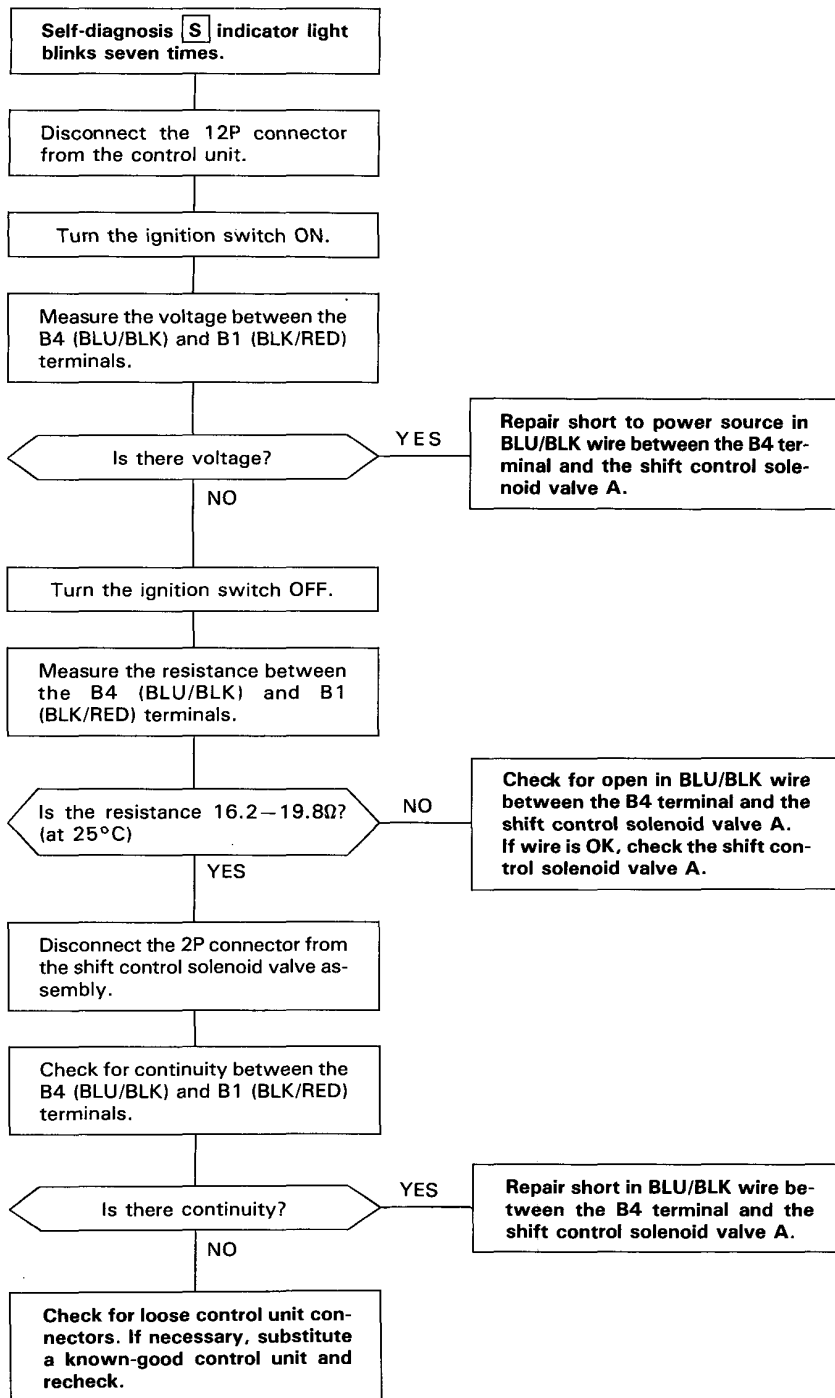 Self-diagnosis S indicator light
blinks seven times.
Disconnect the 12P connector
from the control unit.
Turn the ignition switch ON.
Measure the voltage between the
B4 (BLU/BLK) and B1 (BLK/RED)
terminals.
Is there voltage?
YES
Repair short to power source in
BLU/BLK wire between the B4 ter-
minal and the shift control sole-
noid valve A.
NO
Turn the ignition switch OFF.
Measure the resistance between
the B4 (BLU/BLK) and B1
(BLK/RED) terminals.
Is the resistance 16.2–19.8Ω?
(at 25°C)
NO
Check for open in BLU/BLK wire
between the B4 terminal and the
shift control solenoid valve A.
If wire is OK, check the shift con-
trol solenoid valve A.
YES
Disconnect the 2P connector from
the shift control solenoid valve as-
sembly.
Check for continuity between the
B4 (BLU/BLK) and B1 (BLK/RED)
terminals.
Is there continuity?
YES
Repair short in BLU/BLK wire be-
tween the B4 terminal and the
shift control solenoid valve A.
NO
Check for loose control unit con-
nectors. If necessary, substitute
a known-good control unit and
recheck.